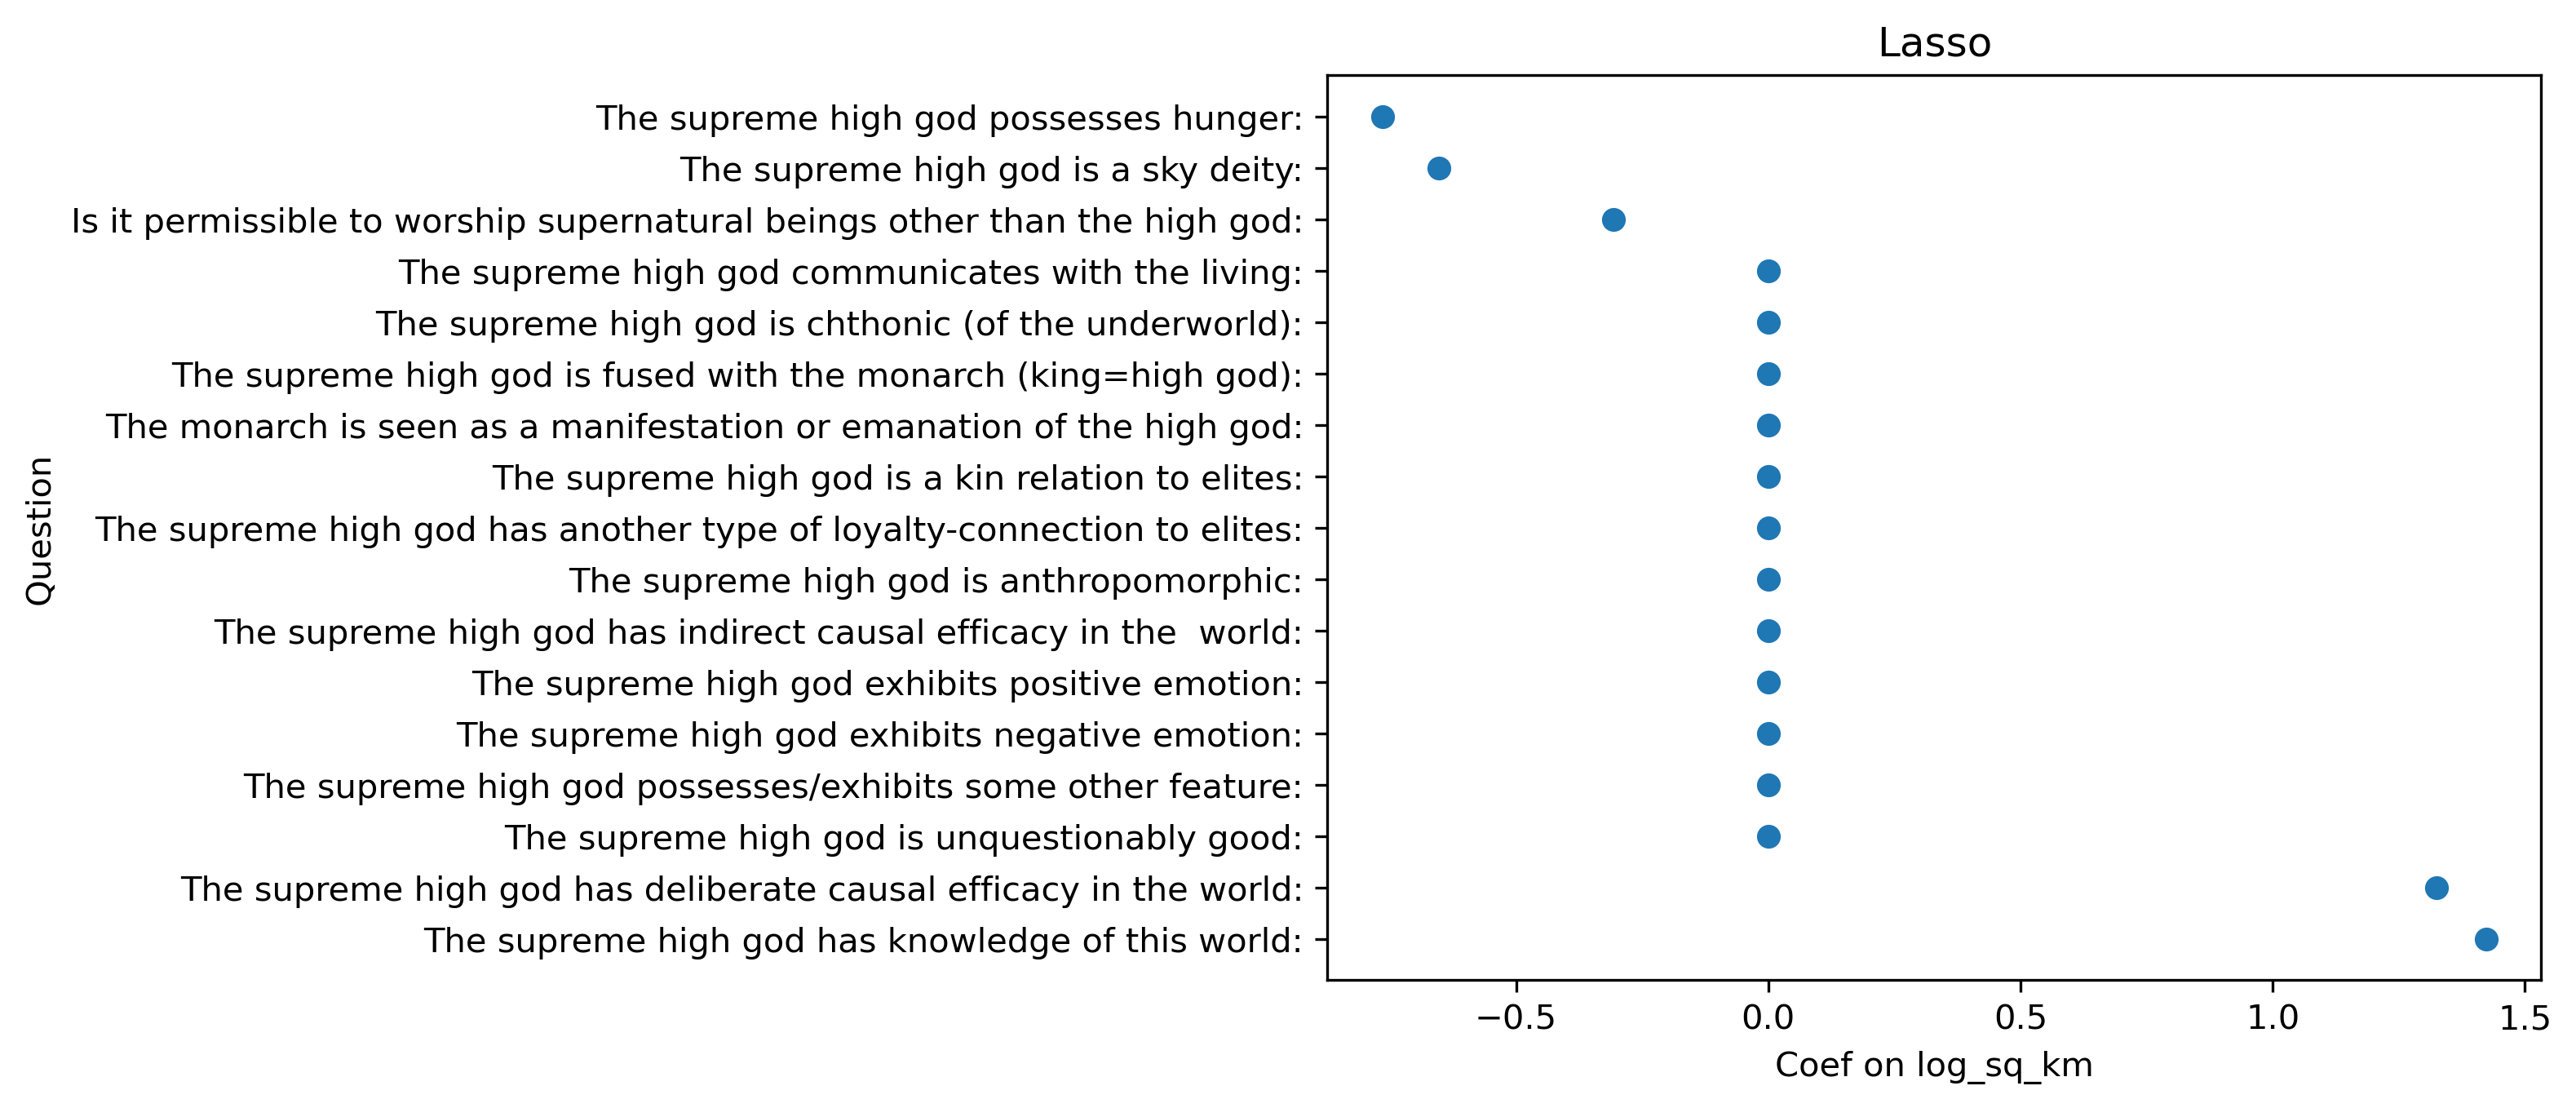 Lasso
The supreme high god possesses hunger:
The supreme high god is a sky deity:
Is it permissible to worship supernatural beings other than the high god:
The supreme high god communicates with the living:
The supreme high god is chthonic (of the underworld):
The supreme high god is fused with the monarch (king=high god):
The monarch is seen as a manifestation or emanation of the high god:
The supreme high god is a kin relation to elites:
The supreme high god has another type of loyalty-connection to elites:
The supreme high god is anthropomorphic:
The supreme high god has indirect causal efficacy in the  world:
The supreme high god exhibits positive emotion:
The supreme high god exhibits negative emotion:
The supreme high god possesses/exhibits some other feature:
The supreme high god is unquestionably good:
The supreme high god has deliberate causal efficacy in the world:
The supreme high god has knowledge of this world:
Question
−0.5 0.0 0.5 1.0 1.5
Coef on log_sq_km